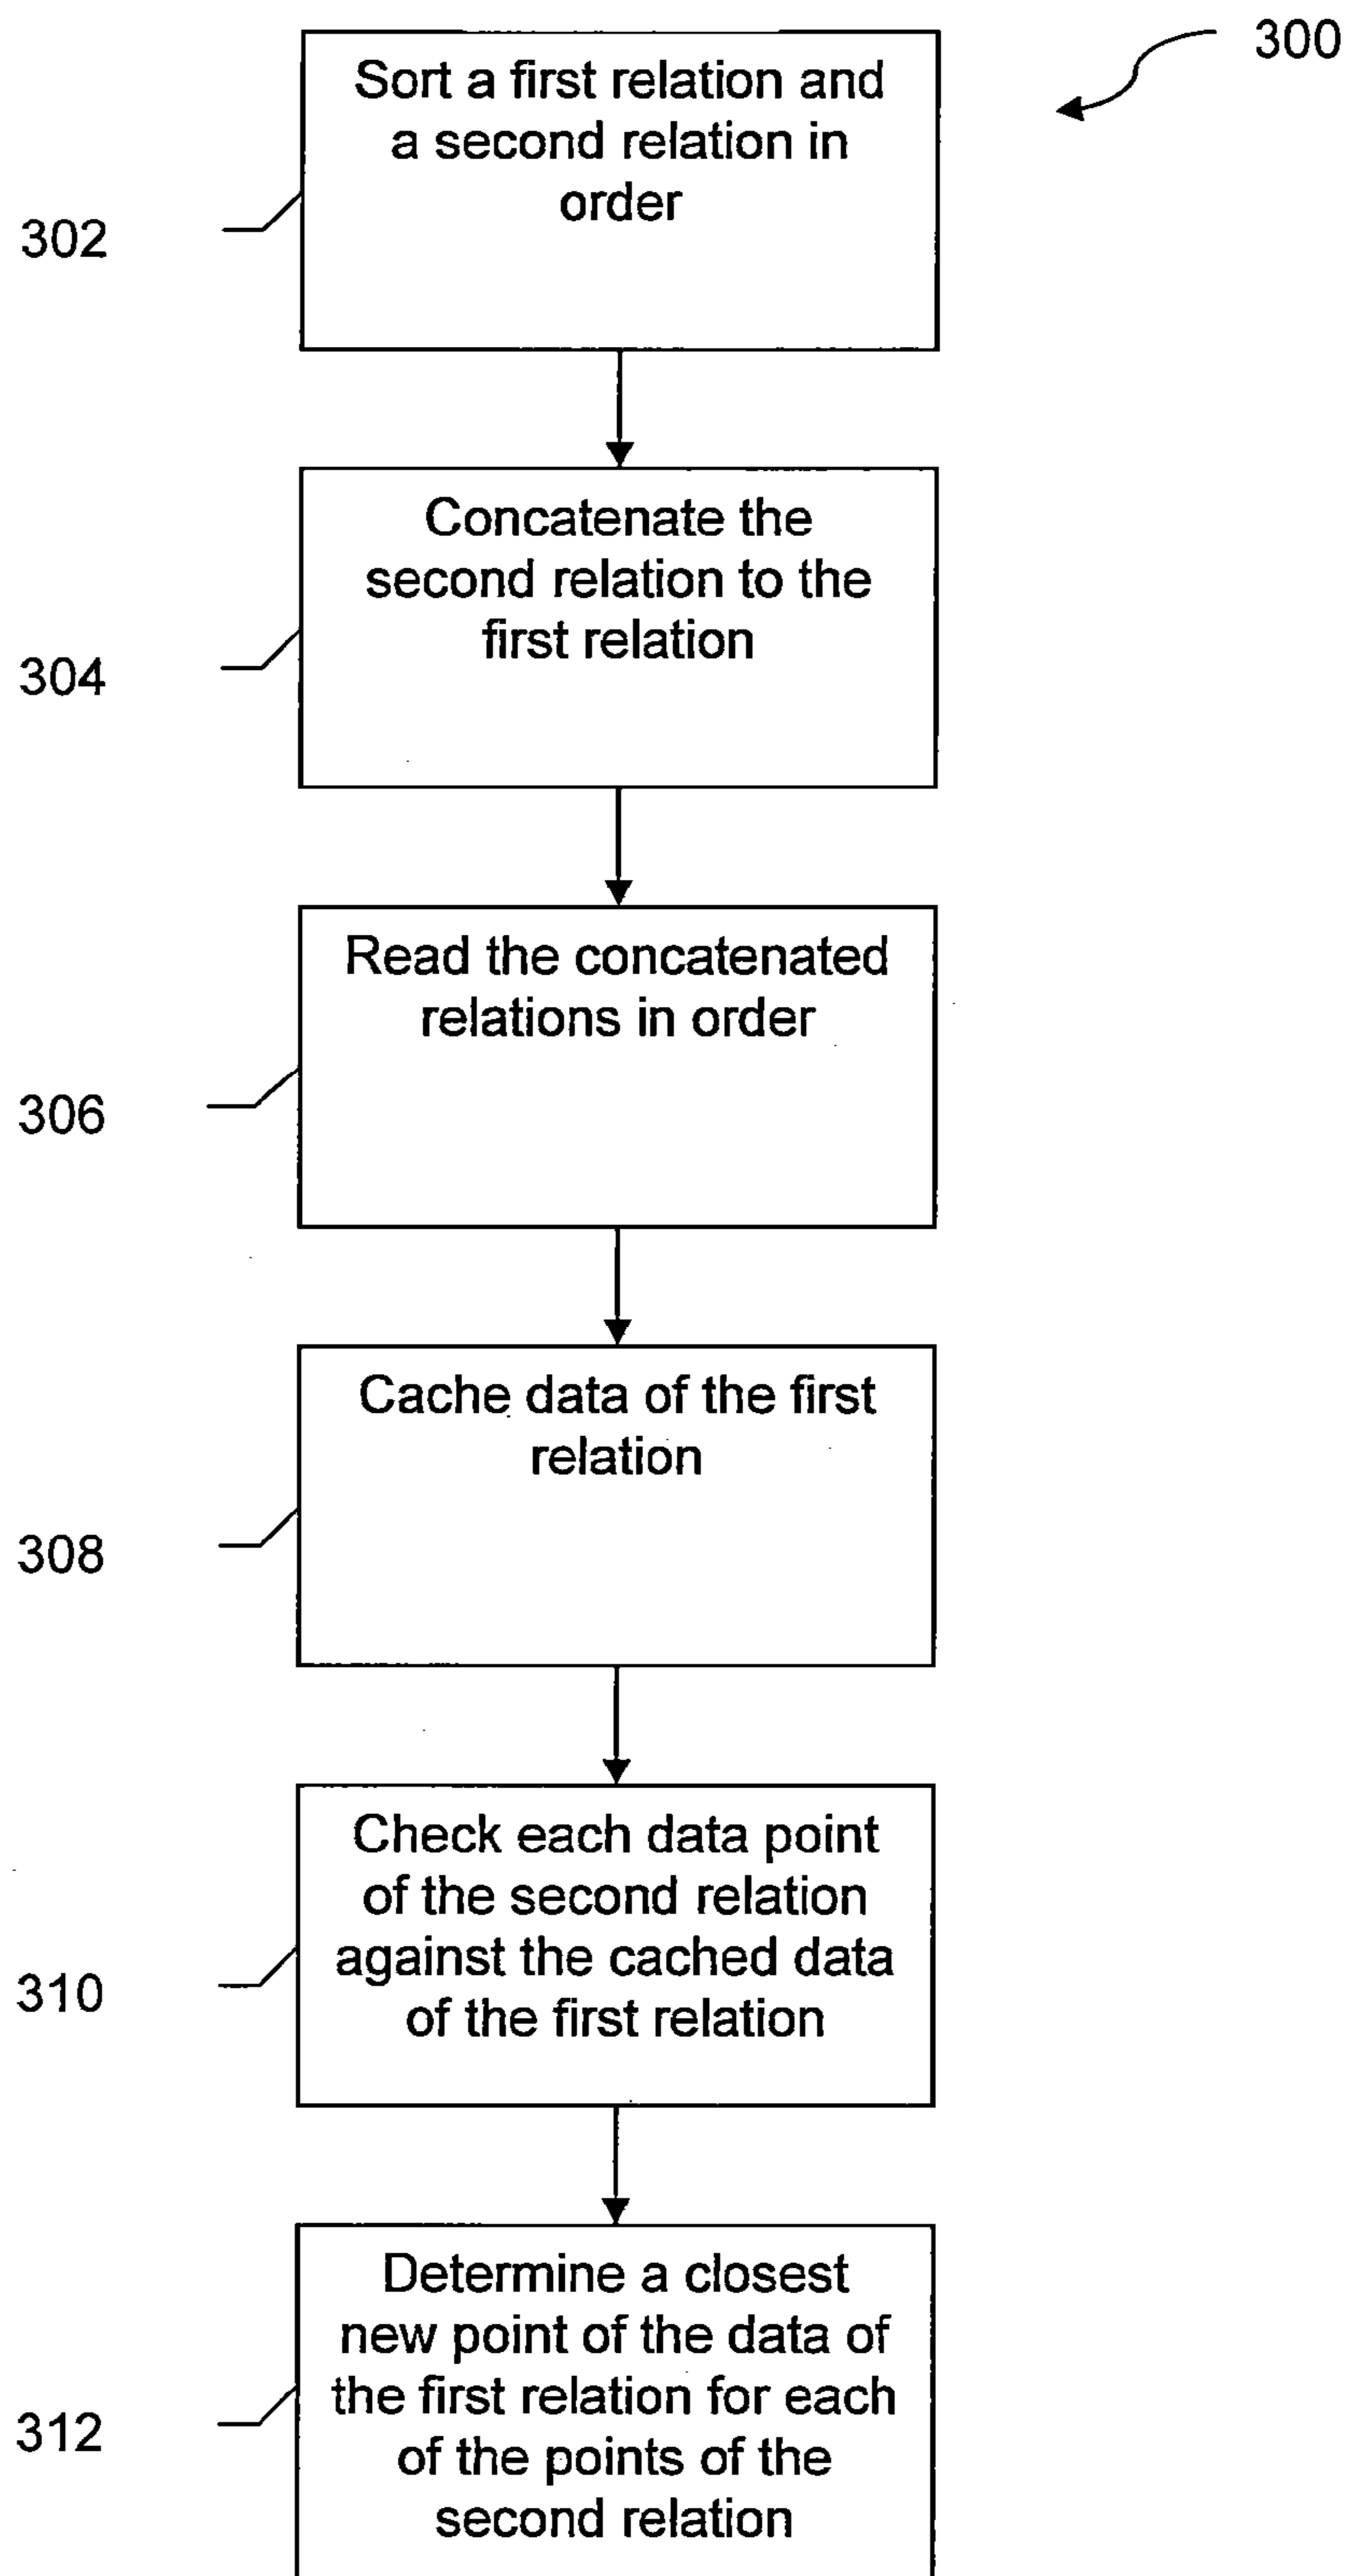 300
Sort a first relation and
a second relation in
order
302
Concatenate the
second relation to the
first relation
304
Read the concatenated
relations in order
306
Cache data of the first
relation
308
Check each data point
of the second relation
against the cached data
of the first relation
310
Determine a closest
new point of the data of
the first relation for each
of the points of the
second relation
312